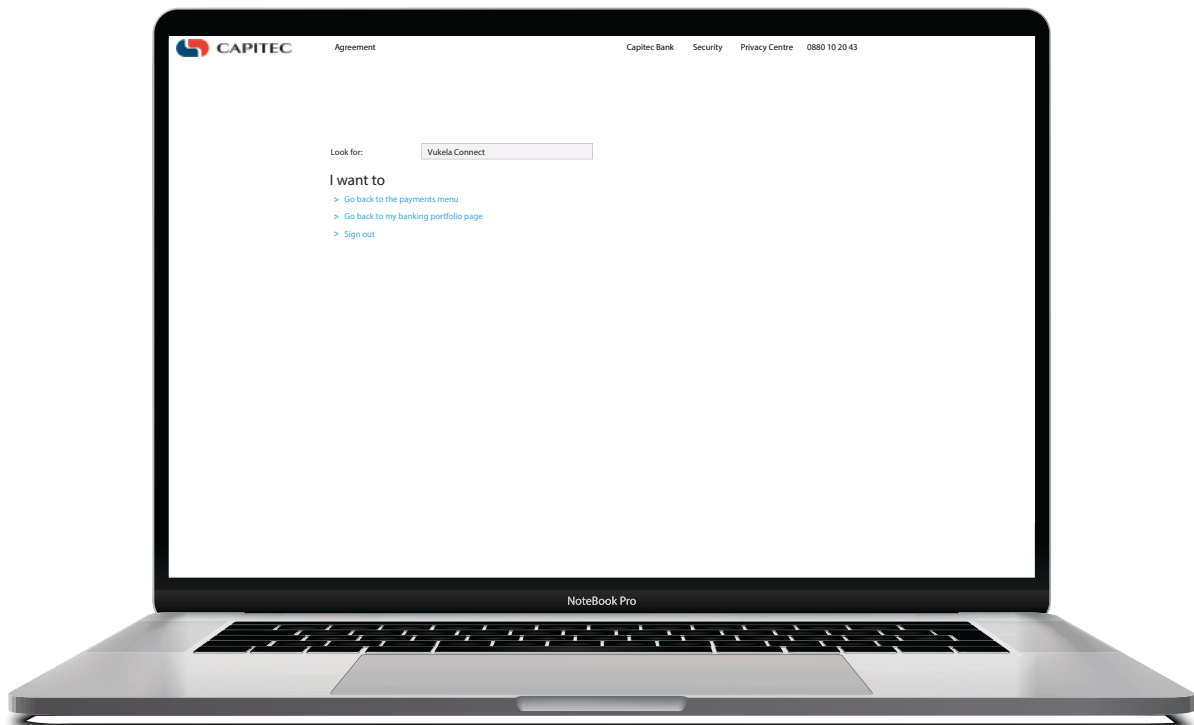 CAPITEC Agreement Capitec Bank Security Privacy Centre 0880 10 20 43
Look for: Vukela Connect
I want to
> Go back to the payments menu
> Go back to my banking portfolio page
> Sign out
NoteBook Pro